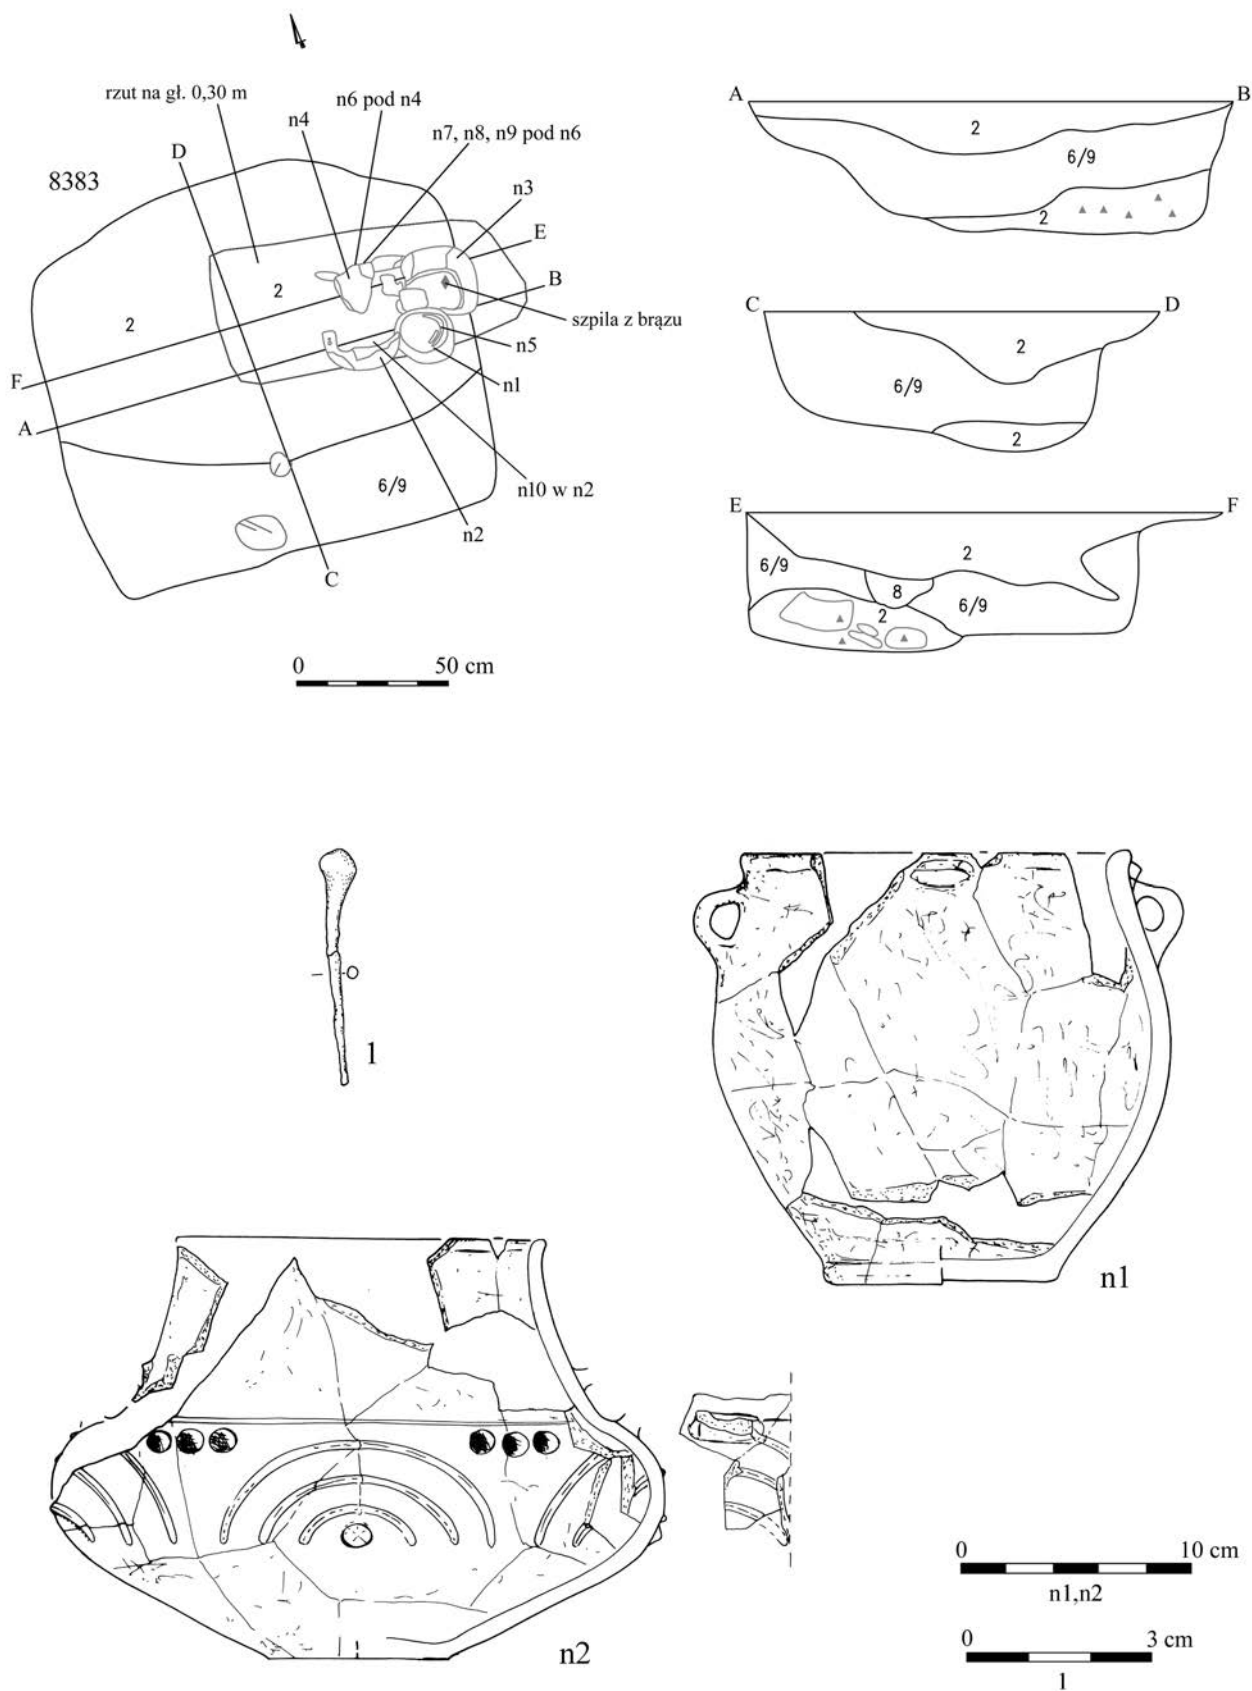 rzut na gł. 0,30 m
n6 pod n4
n4
n7, n8, n9 pod n6
D
8383
n3
E
B
2
2
szpila z brązu
n5
F
n1
A
6/9
n10 w n2
n2
C
0 50 cm
A B
2
6/9
2
C D
2
6/9
2
E F
2
6/9
8
6/9
2
1
n1
n2
0 10 cm
n1,n2
0 3 cm
1